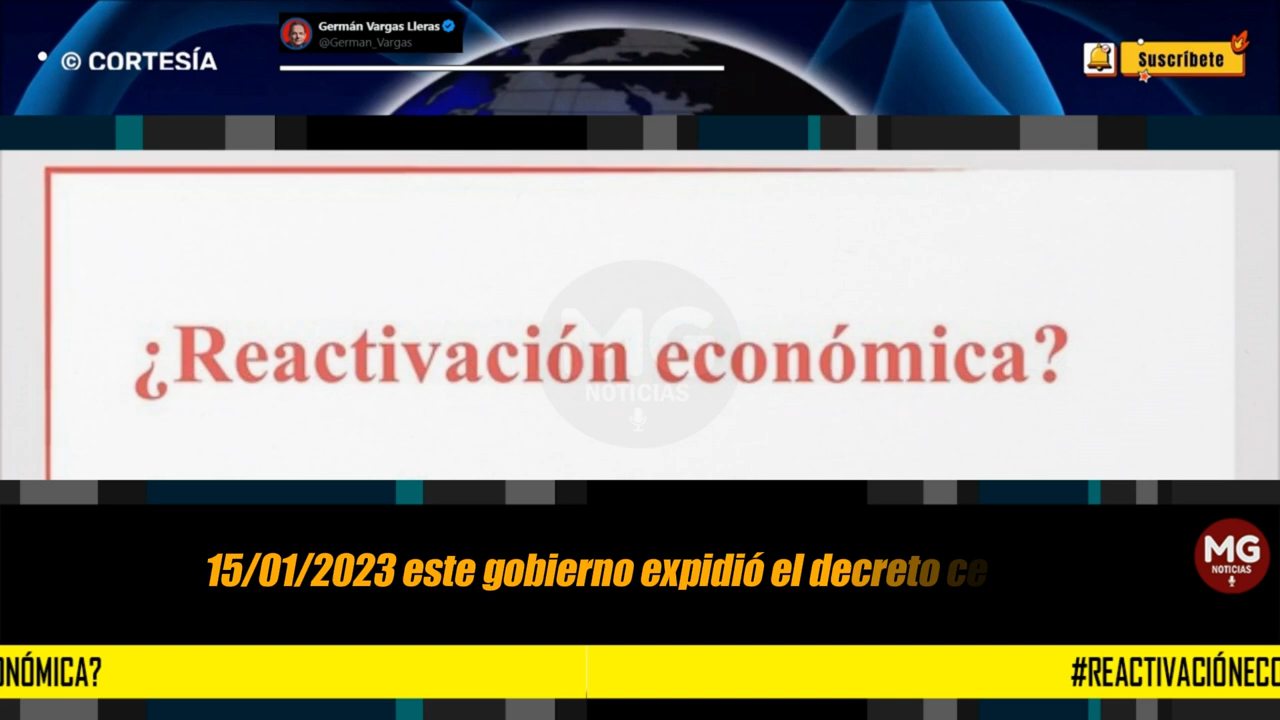 Germán Vargas Lleras
@German_Vargas
© CORTESÍA
Suscríbete
¿Reactivación económica?
MG
NOTICIAS
15/01/2023 este gobierno expidió el decreto ce
MG
NOTICIAS
ONÓMICA?
#REACTIVACIÓNECO